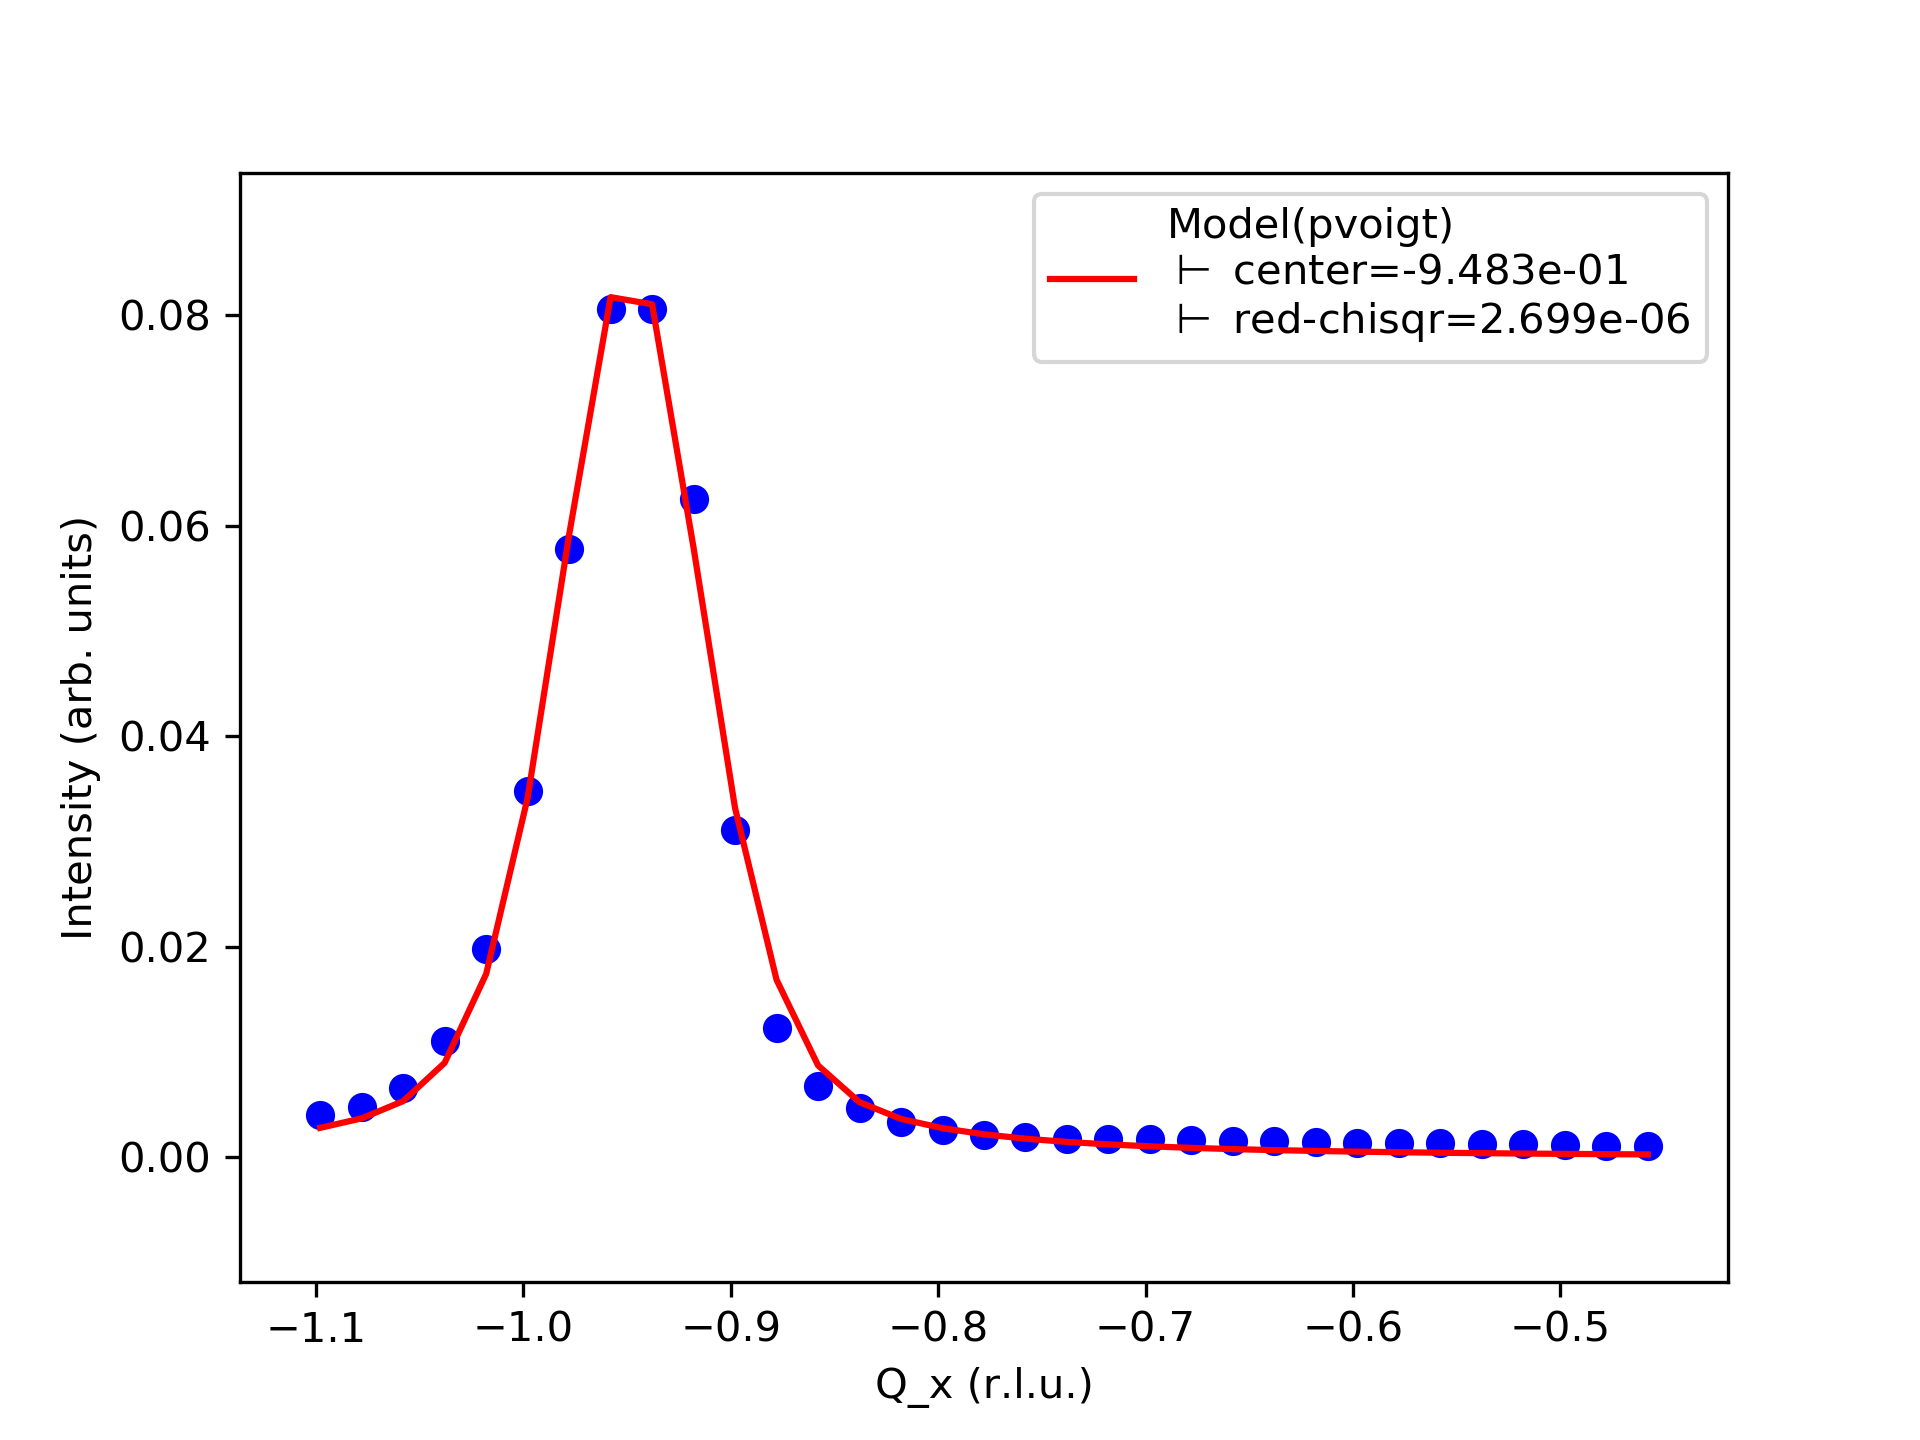 Model(pvoigt)
⊢ center=-9.483e-01
⊢ red-chisqr=2.699e-06
0.08
0.06
0.04
0.02
0.00
Intensity (arb. units)
−1.1 −1.0 −0.9 −0.8 −0.7 −0.6 −0.5
Q_x (r.l.u.)